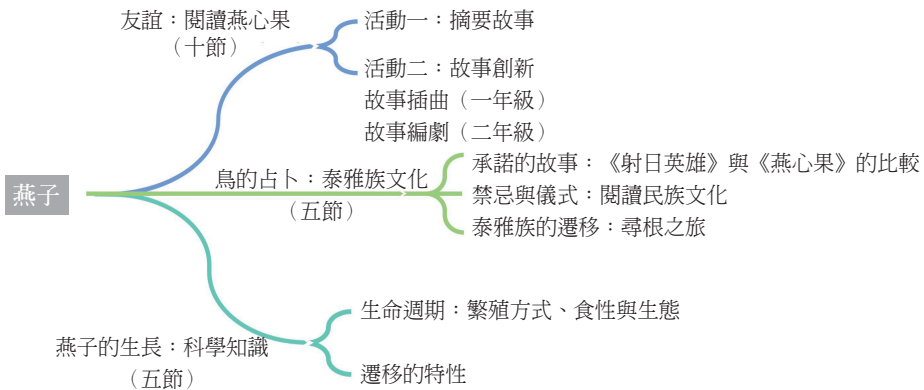 燕子
友誼：閱讀燕心果
（十節）
活動一：摘要故事
活動二：故事創新
故事插曲（一年級）
故事編劇（二年級）
鳥的占卜：泰雅族文化
（五節）
承諾的故事：《射日英雄》與《燕心果》的比較
禁忌與儀式：閱讀民族文化
泰雅族的遷移：尋根之旅
燕子的生長：科學知識
（五節）
生命週期：繁殖方式、食性與生態
遷移的特性